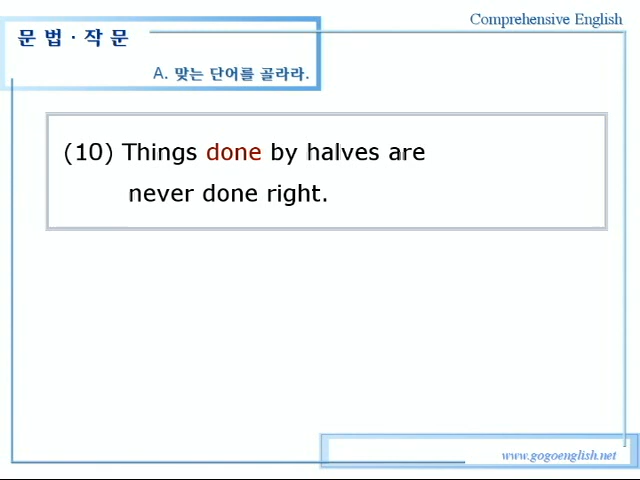 Comprehensive English
문 법 · 작 문
A. 맞는 단어를 골라라.
(10) Things done by halves are
never done right.
www.gogoenglish.net